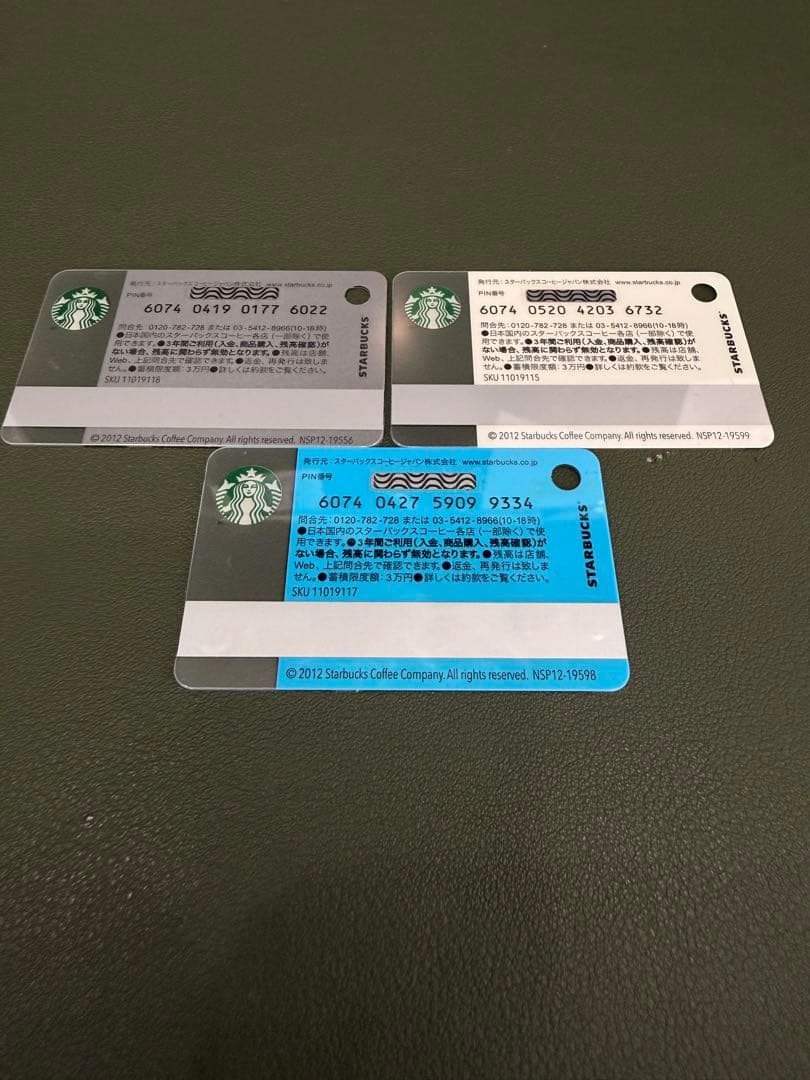 発行元：スターバックスコーヒージャパン株式会社 www.starbucks.co.jp
PIN番号
6074 0419 0177 6022
問合先：0120-782-728 または 03-5412-8966(10-18時)
●日本国内のスターバックスコーヒー各店（一部除く）で使
用できます。●3年間ご利用（入金、商品購入、残高確認）が
ない場合、残高に関わらず無効となります。●残高は店舗、
Web、上記問合先で確認できます。●返金、再発行は致しま
せん。●蓄積限度額：3万円●詳しくは約款をご覧ください。
SKU 11019118
STARBUCKS
© 2012 Starbucks Coffee Company. All rights reserved. NSP12-19556
発行元：スターバックスコーヒージャパン株式会社 www.starbucks.co.jp
PIN番号
6074 0520 4203 6732
問合先：0120-782-728 または 03-5412-8966(10-18時)
●日本国内のスターバックスコーヒー各店（一部除く）で使
用できます。●3年間ご利用（入金、商品購入、残高確認）が
ない場合、残高に関わらず無効となります。●残高は店舗、
Web、上記問合先で確認できます。●返金、再発行は致しま
せん。●蓄積限度額：3万円●詳しくは約款をご覧ください。
SKU 11019115
STARBUCKS
© 2012 Starbucks Coffee Company. All rights reserved. NSP12-19599
発行元：スターバックスコーヒージャパン株式会社 www.starbucks.co.jp
PIN番号
6074 0427 5909 9334
問合先：0120-782-728 または 03-5412-8966(10-18時)
●日本国内のスターバックスコーヒー各店（一部除く）で使
用できます。●3年間ご利用（入金、商品購入、残高確認）が
ない場合、残高に関わらず無効となります。●残高は店舗、
Web、上記問合先で確認できます。●返金、再発行は致しま
せん。●蓄積限度額：3万円●詳しくは約款をご覧ください。
SKU 11019117
STARBUCKS
© 2012 Starbucks Coffee Company. All rights reserved. NSP12-19598